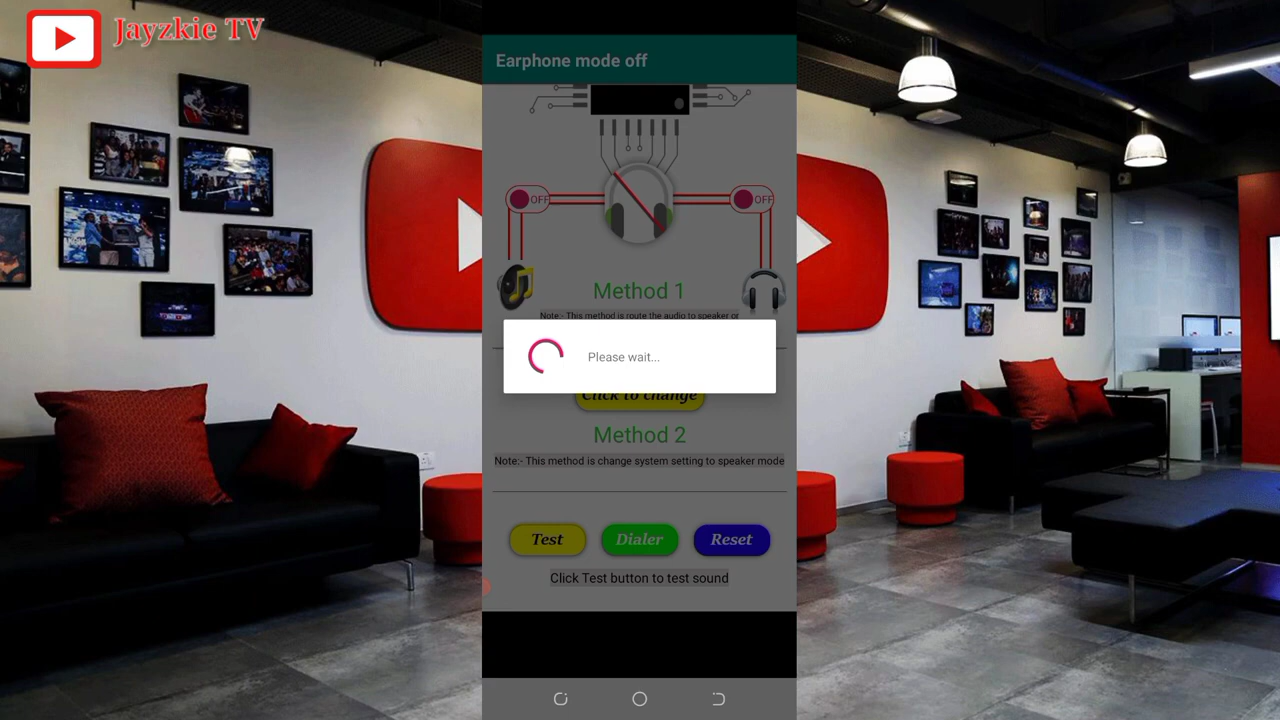 Jayzkie TV
Earphone mode off
OFF
OFF
Method 1
Note:- This method is route the audio to speaker or
Please wait...
Click to change
Method 2
Note:- This method is change system setting to speaker mode
Test
Dialer
Reset
Click Test button to test sound